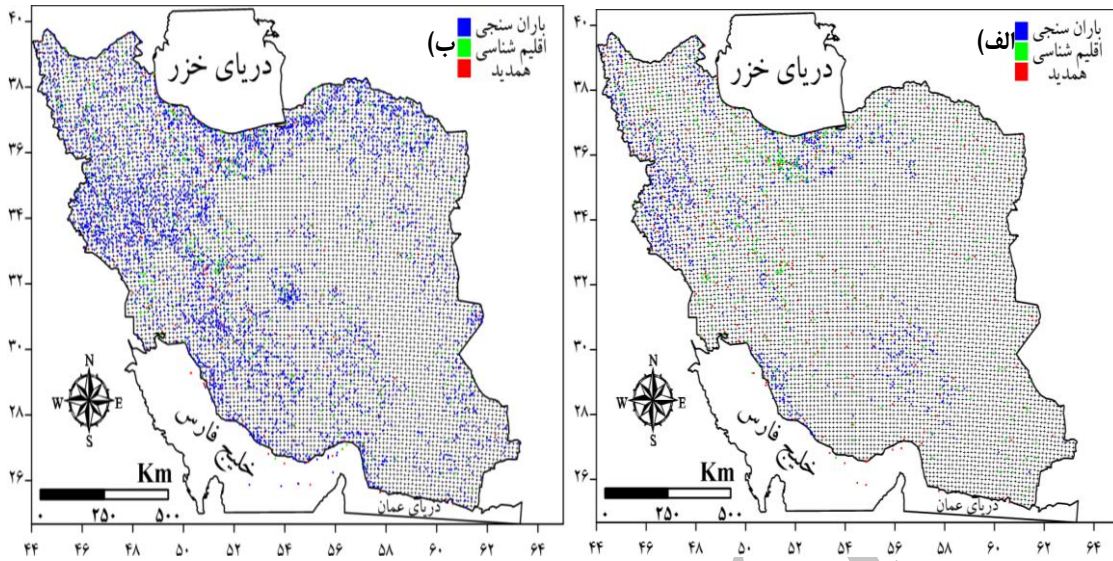 الف)
باران سنجی
اقلیم شناسی
همدید
دریای خزر
۴۰
۳۸
۳۶
۳۴
۳۲
۳۰
۲۸
۲۶
N
W E
S
خلیج فارس
دریای عمان
Km
۰ ۲۵۰ ۵۰۰
۴۴ ۴۶ ۴۸ ۵۰ ۵۲ ۵۴ ۵۶ ۵۸ ۶۰ ۶۲ ۶۴
ب)
باران سنجی
اقلیم شناسی
همدید
دریای خزر
۴۰
۳۸
۳۶
۳۴
۳۲
۳۰
۲۸
۲۶
N
W E
S
خلیج فارس
دریای عمان
Km
۰ ۲۵۰ ۵۰۰
۴۴ ۴۶ ۴۸ ۵۰ ۵۲ ۵۴ ۵۶ ۵۸ ۶۰ ۶۲ ۶۴